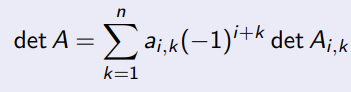 det A = \sum_{k=1}^{n} a_{i,k}(-1)^{i+k} det A_{i,k}